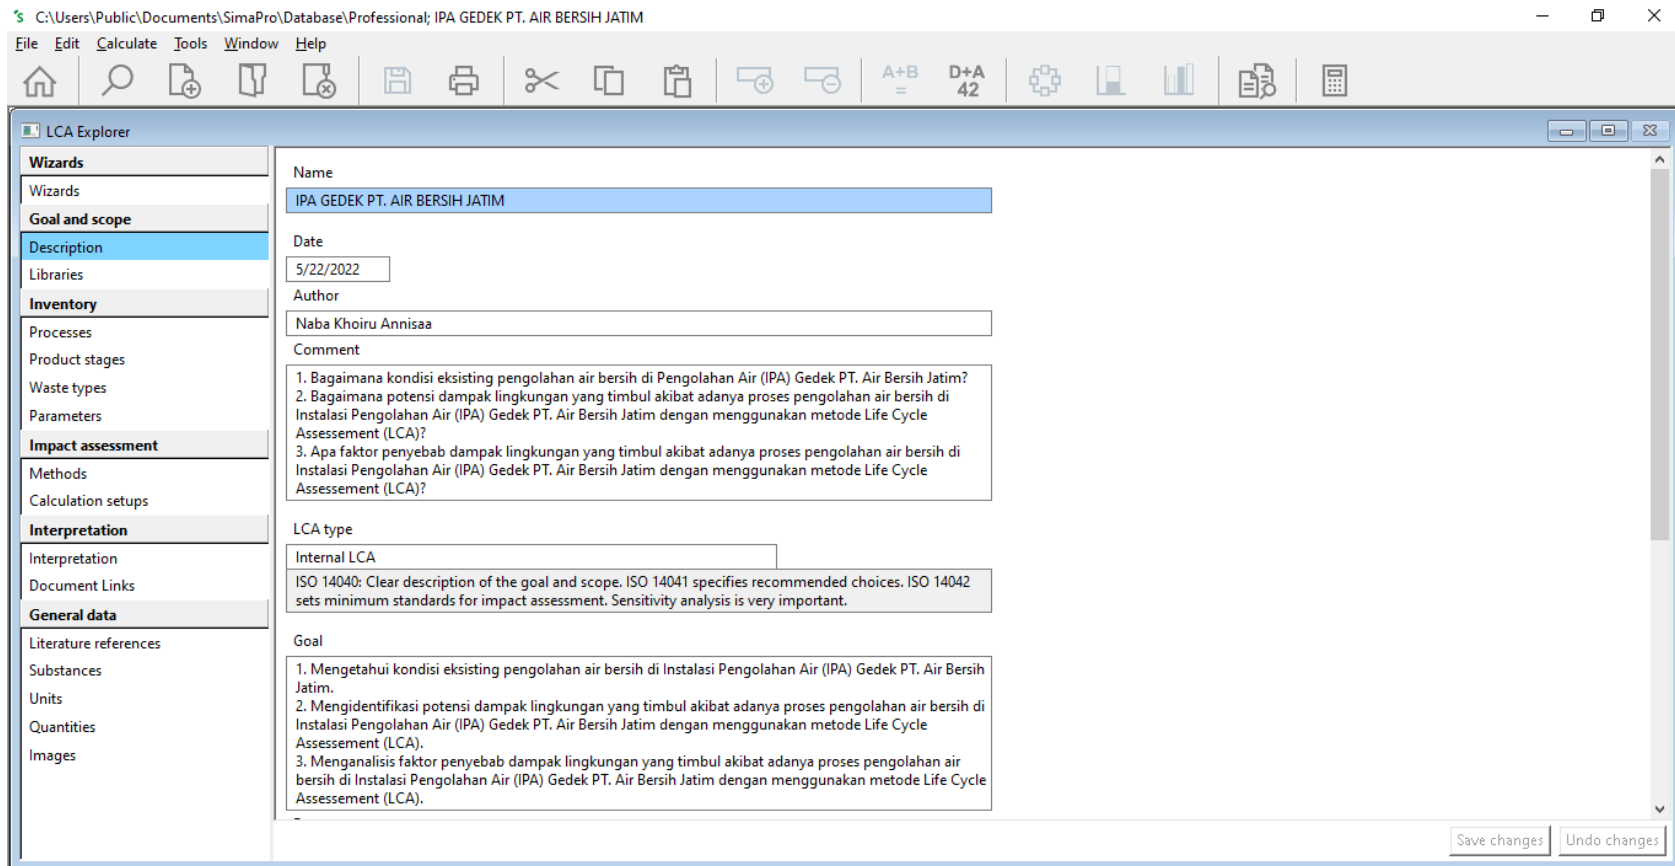 C:\Users\Public\Documents\SimaPro\Database\Professional; IPA GEDEK PT. AIR BERSIH JATIM
File Edit Calculate Tools Window Help
A+B
=
D+A
42
LCA Explorer
Wizards
Wizards
Goal and scope
Description
Libraries
Inventory
Processes
Product stages
Waste types
Parameters
Impact assessment
Methods
Calculation setups
Interpretation
Interpretation
Document Links
General data
Literature references
Substances
Units
Quantities
Images
Name
IPA GEDEK PT. AIR BERSIH JATIM
Date
5/22/2022
Author
Naba Khoiru Annisaa
Comment
1. Bagaimana kondisi eksisting pengolahan air bersih di Pengolahan Air (IPA) Gedek PT. Air Bersih Jatim?
2. Bagaimana potensi dampak lingkungan yang timbul akibat adanya proses pengolahan air bersih di
Instalasi Pengolahan Air (IPA) Gedek PT. Air Bersih Jatim dengan menggunakan metode Life Cycle
Assessement (LCA)?
3. Apa faktor penyebab dampak lingkungan yang timbul akibat adanya proses pengolahan air bersih di
Instalasi Pengolahan Air (IPA) Gedek PT. Air Bersih Jatim dengan menggunakan metode Life Cycle
Assessement (LCA)?
LCA type
Internal LCA
ISO 14040: Clear description of the goal and scope. ISO 14041 specifies recommended choices. ISO 14042
sets minimum standards for impact assessment. Sensitivity analysis is very important.
Goal
1. Mengetahui kondisi eksisting pengolahan air bersih di Instalasi Pengolahan Air (IPA) Gedek PT. Air Bersih
Jatim.
2. Mengidentifikasi potensi dampak lingkungan yang timbul akibat adanya proses pengolahan air bersih di
Instalasi Pengolahan Air (IPA) Gedek PT. Air Bersih Jatim dengan menggunakan metode Life Cycle
Assessement (LCA).
3. Menganalisis faktor penyebab dampak lingkungan yang timbul akibat adanya proses pengolahan air
bersih di Instalasi Pengolahan Air (IPA) Gedek PT. Air Bersih Jatim dengan menggunakan metode Life Cycle
Assessement (LCA).
Save changes
Undo changes